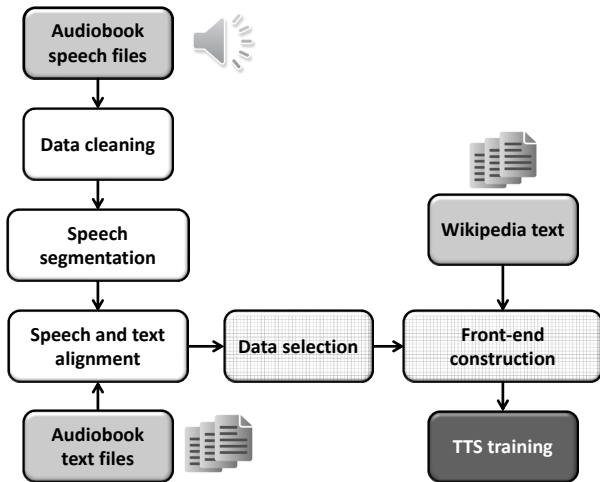 Audiobook
speech files
Data cleaning
Speech
segmentation
Wikipedia text
Speech and text
alignment
Data selection
Front-end
construction
Audiobook
text files
TTS training